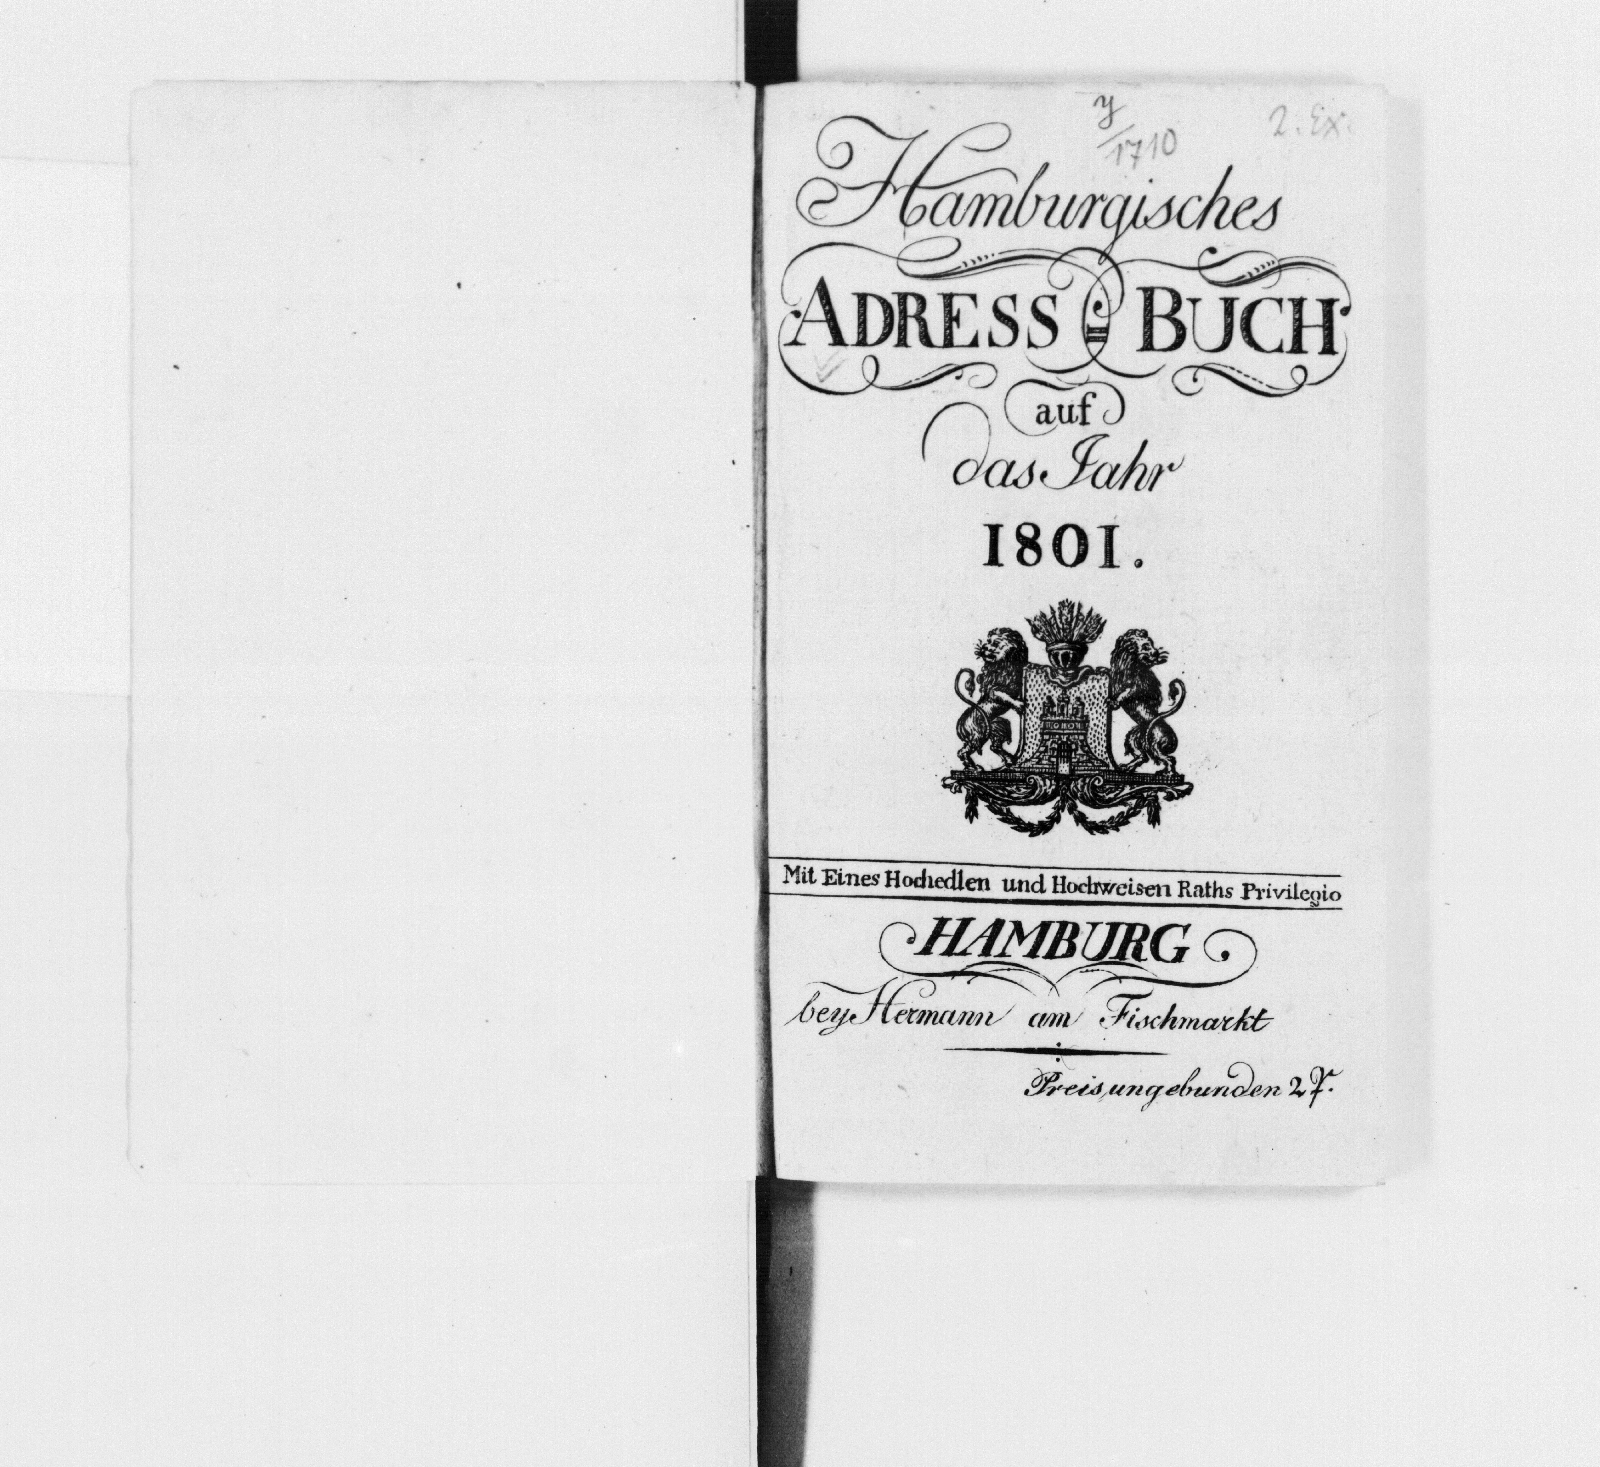 y
/1710
2. Ex.
Hamburgisches
ADRESS = BUCH
auf
das Jahr
1801.
Mit Eines Hochedlen und Hochweisen Raths Privilegio
HAMBURG
bey Hermann am Fischmarkt
Preis, ungebunden 2